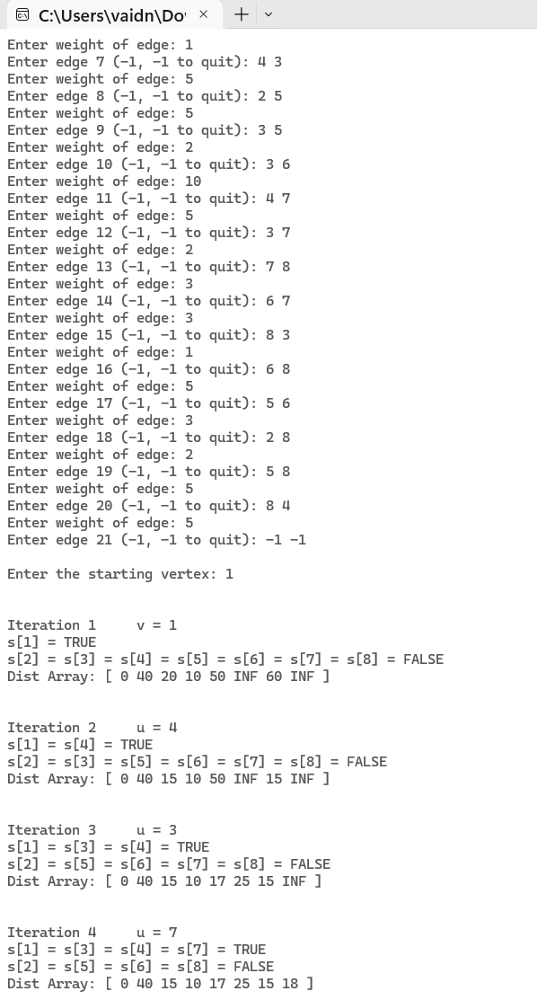 C:\Users\vaidn\Do
Enter weight of edge: 1
Enter edge 7 (-1, -1 to quit): 4 3
Enter weight of edge: 5
Enter edge 8 (-1, -1 to quit): 2 5
Enter weight of edge: 5
Enter edge 9 (-1, -1 to quit): 3 5
Enter weight of edge: 2
Enter edge 10 (-1, -1 to quit): 3 6
Enter weight of edge: 10
Enter edge 11 (-1, -1 to quit): 4 7
Enter weight of edge: 5
Enter edge 12 (-1, -1 to quit): 3 7
Enter weight of edge: 2
Enter edge 13 (-1, -1 to quit): 7 8
Enter weight of edge: 3
Enter edge 14 (-1, -1 to quit): 6 7
Enter weight of edge: 3
Enter edge 15 (-1, -1 to quit): 8 3
Enter weight of edge: 1
Enter edge 16 (-1, -1 to quit): 6 8
Enter weight of edge: 5
Enter edge 17 (-1, -1 to quit): 5 6
Enter weight of edge: 3
Enter edge 18 (-1, -1 to quit): 2 8
Enter weight of edge: 2
Enter edge 19 (-1, -1 to quit): 5 8
Enter weight of edge: 5
Enter edge 20 (-1, -1 to quit): 8 4
Enter weight of edge: 5
Enter edge 21 (-1, -1 to quit): -1 -1
Enter the starting vertex: 1
Iteration 1     v = 1
s[1] = TRUE
s[2] = s[3] = s[4] = s[5] = s[6] = s[7] = s[8] = FALSE
Dist Array: [ 0 40 20 10 50 INF 60 INF ]
Iteration 2     u = 4
s[1] = s[4] = TRUE
s[2] = s[3] = s[5] = s[6] = s[7] = s[8] = FALSE
Dist Array: [ 0 40 15 10 50 INF 15 INF ]
Iteration 3     u = 3
s[1] = s[3] = s[4] = TRUE
s[2] = s[5] = s[6] = s[7] = s[8] = FALSE
Dist Array: [ 0 40 15 10 17 25 15 INF ]
Iteration 4     u = 7
s[1] = s[3] = s[4] = s[7] = TRUE
s[2] = s[5] = s[6] = s[8] = FALSE
Dist Array: [ 0 40 15 10 17 25 15 18 ]